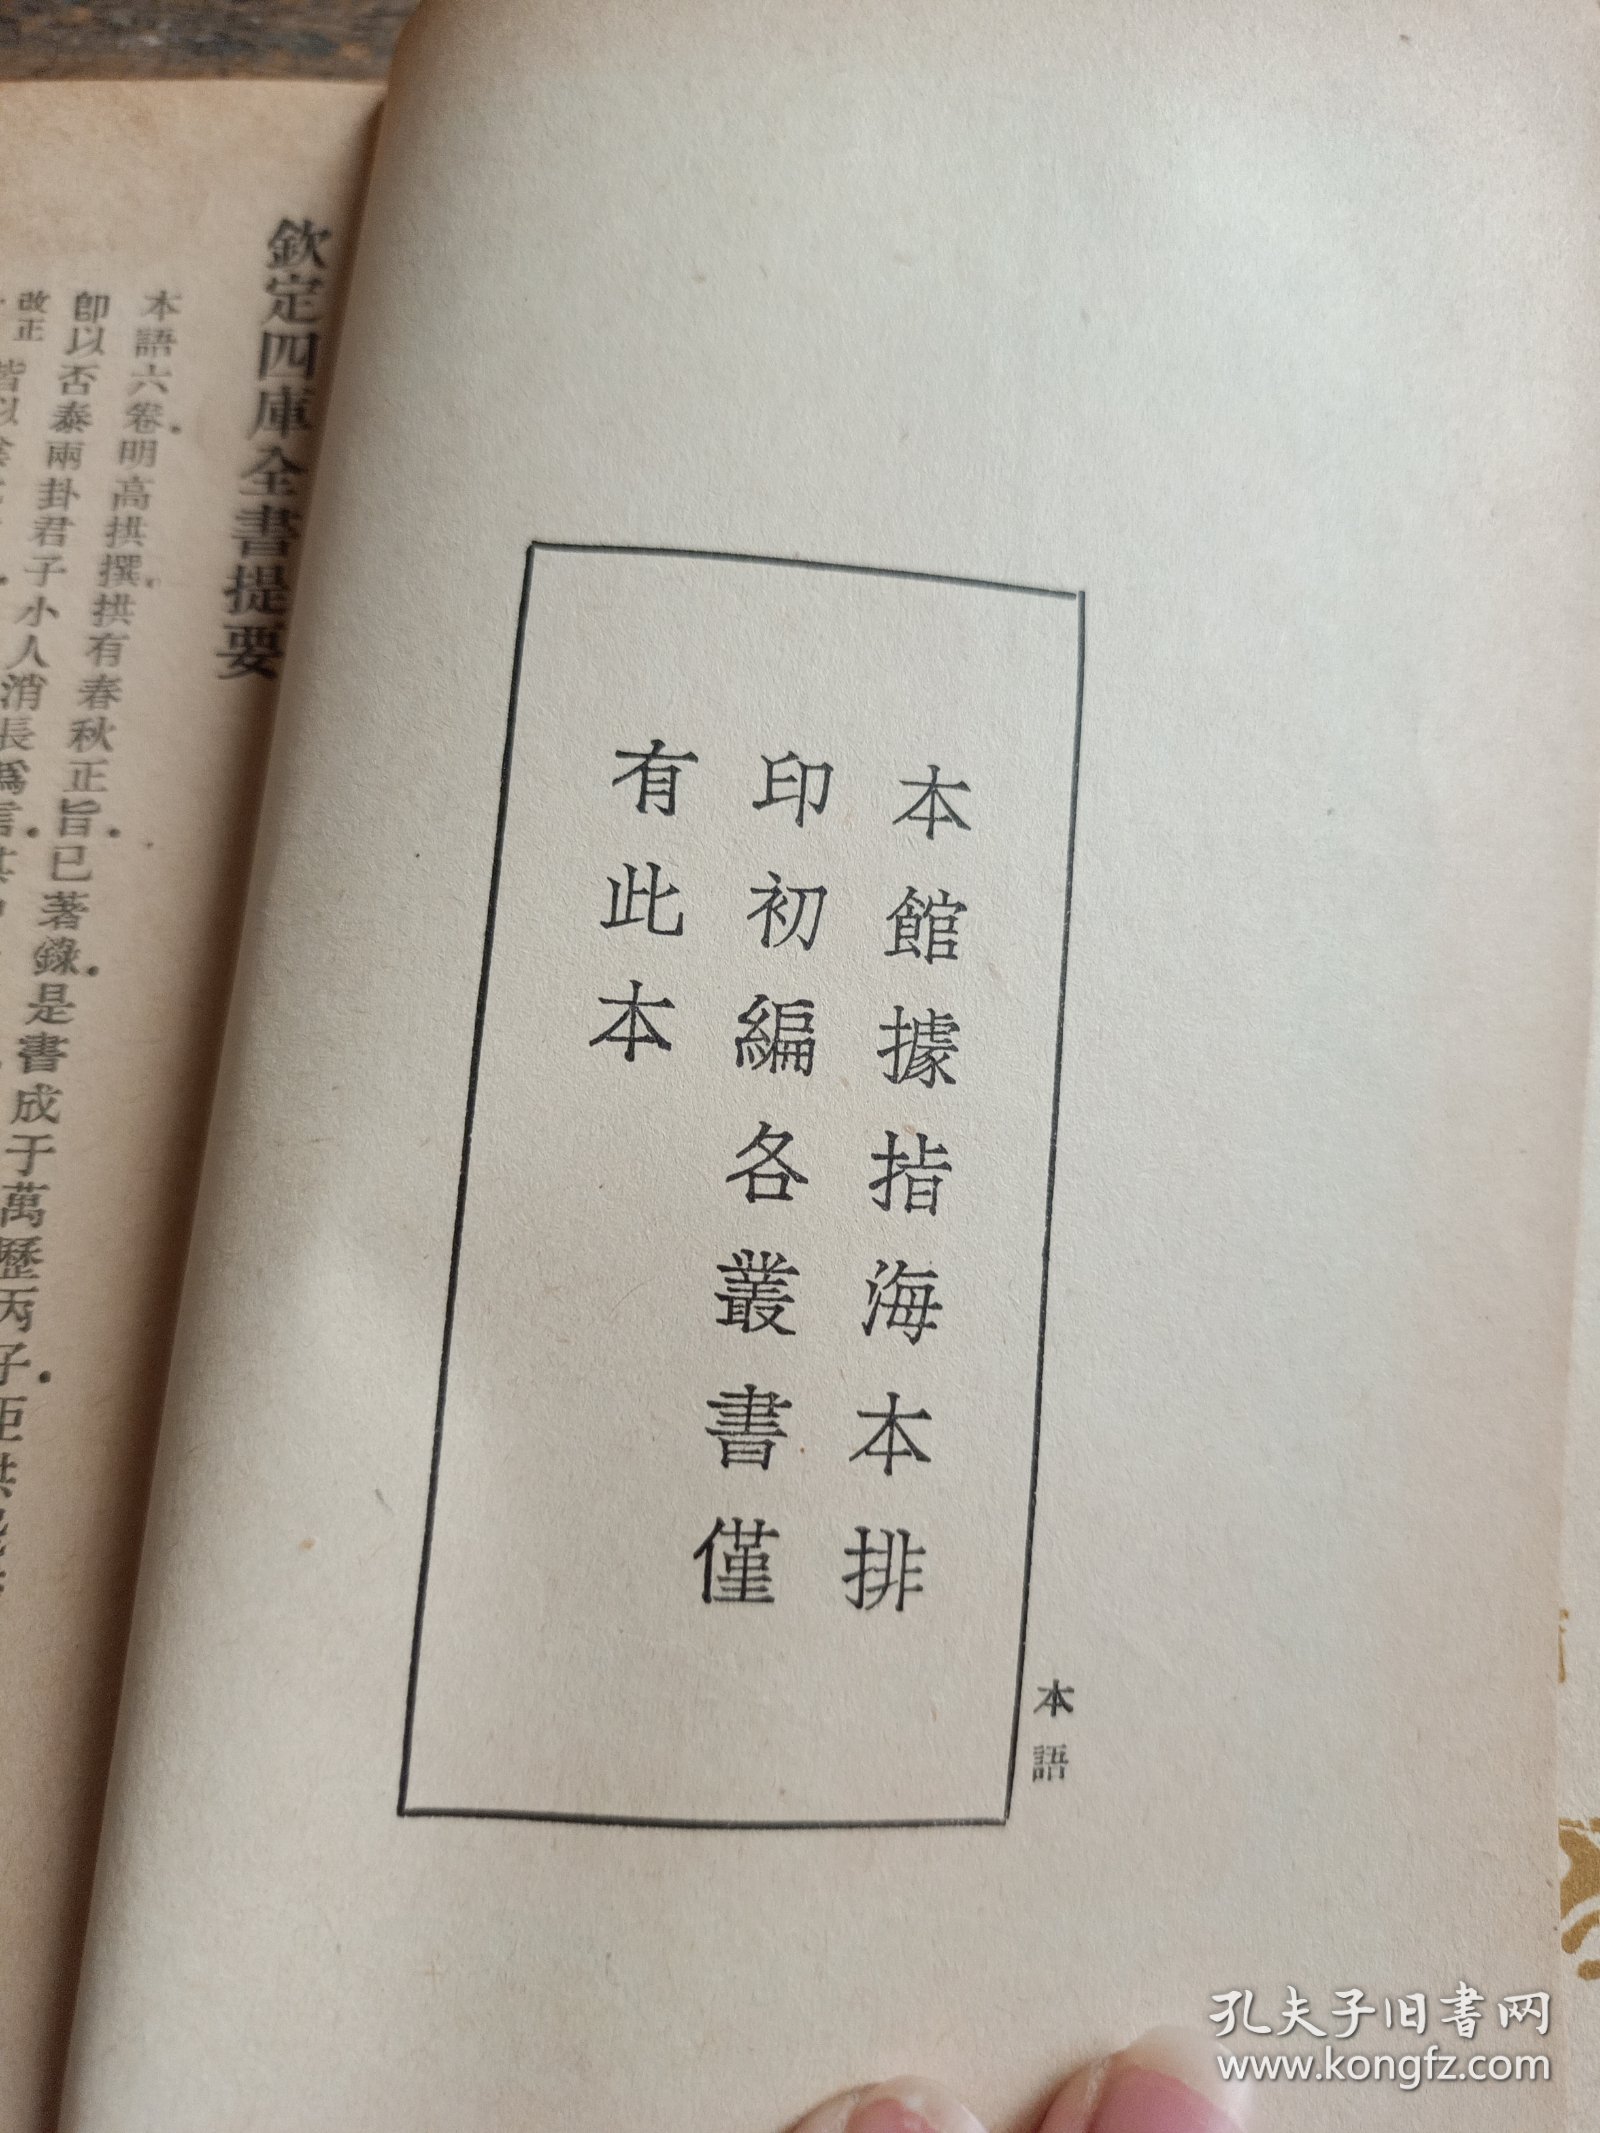 本館據指海本排
印初編各叢書僅
有此本
本語
欽定四庫全書提要
本語六卷.明高拱撰.拱有春秋正旨.已著錄.是書成于萬歷丙子.
卽以否泰兩卦君子小人消長爲言.
改正
孔夫子旧书网
www.kongfz.com